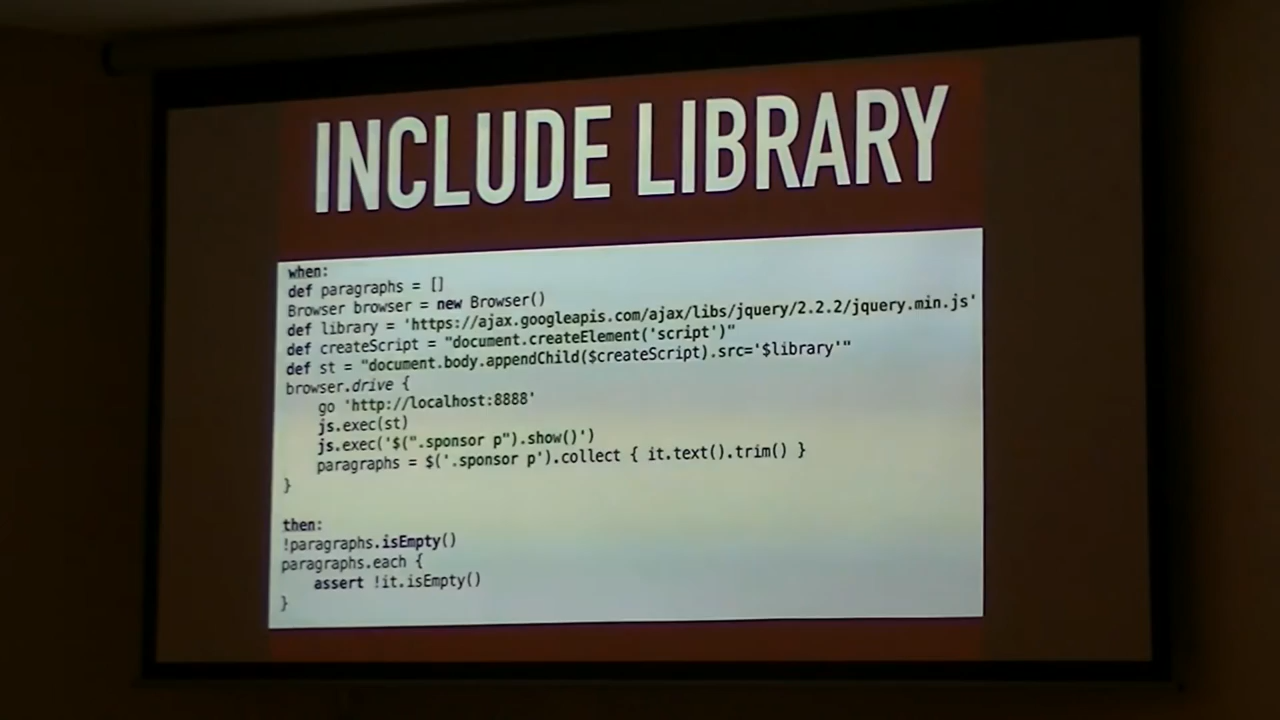 INCLUDE LIBRARY
when:
def paragraphs = []
Browser browser = new Browser()
def library = 'https://ajax.googleapis.com/ajax/libs/jquery/2.2.2/jquery.min.js'
def createScript = "document.createElement('script')"
def st = "document.body.appendChild($createScript).src='$library'"
browser.drive {
    go 'http://localhost:8888'
    js.exec(st)
    js.exec('$(".sponsor p").show()')
    paragraphs = $('.sponsor p').collect { it.text().trim() }
}
then:
!paragraphs.isEmpty()
paragraphs.each {
    assert !it.isEmpty()
}